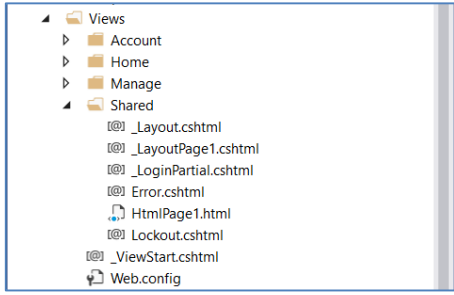 Views
Account
Home
Manage
Shared
[@] _Layout.cshtml
[@] _LayoutPage1.cshtml
[@] _LoginPartial.cshtml
[@] Error.cshtml
HtmlPage1.html
[@] Lockout.cshtml
[@] _ViewStart.cshtml
Web.config